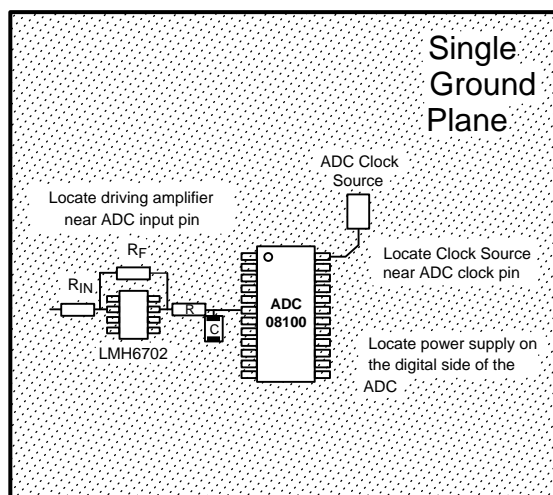 Single
Ground
Plane
ADC Clock
Source
Locate driving amplifier
near ADC input pin
RF
RIN
R
C
LMH6702
ADC
08100
Locate Clock Source
near ADC clock pin
Locate power supply on
the digital side of the
ADC